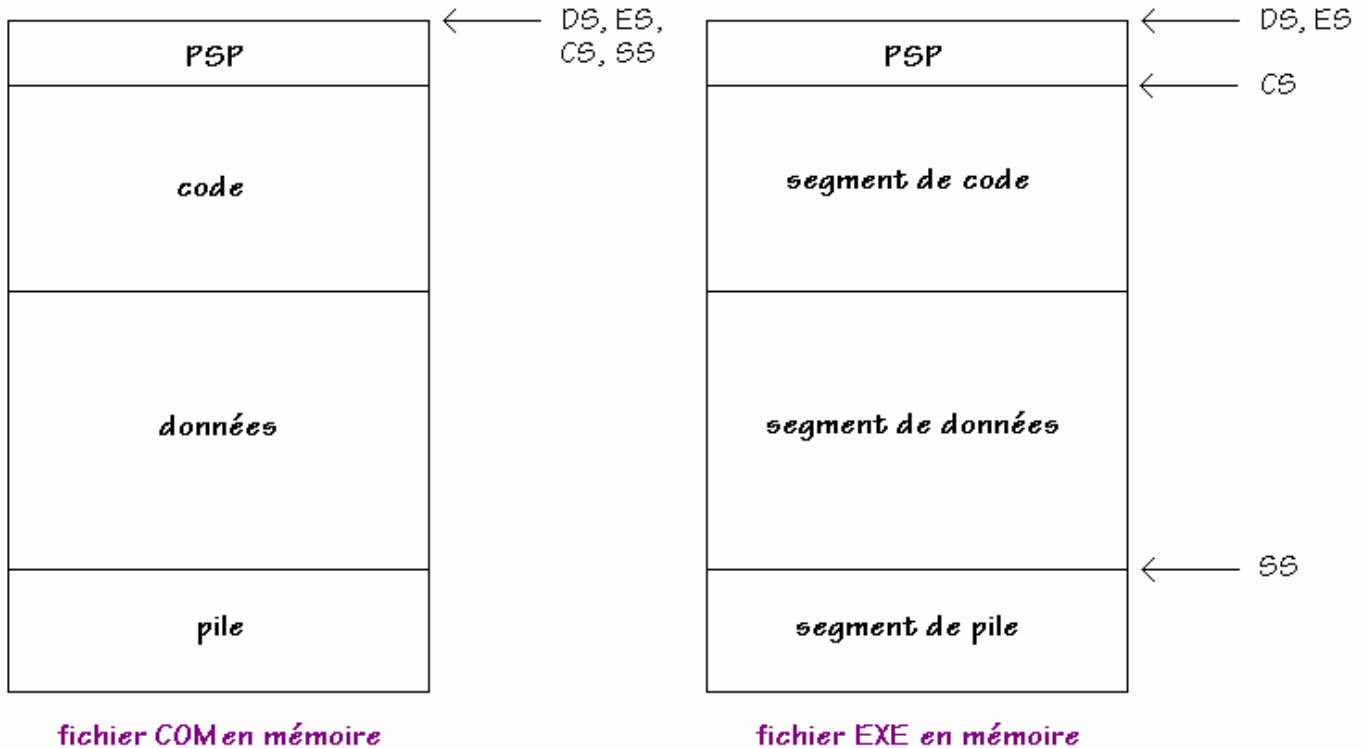 PSP
DS, ES,
CS, SS
code
données
pile
fichier COM en mémoire
PSP
DS, ES
CS
segment de code
segment de données
SS
segment de pile
fichier EXE en mémoire